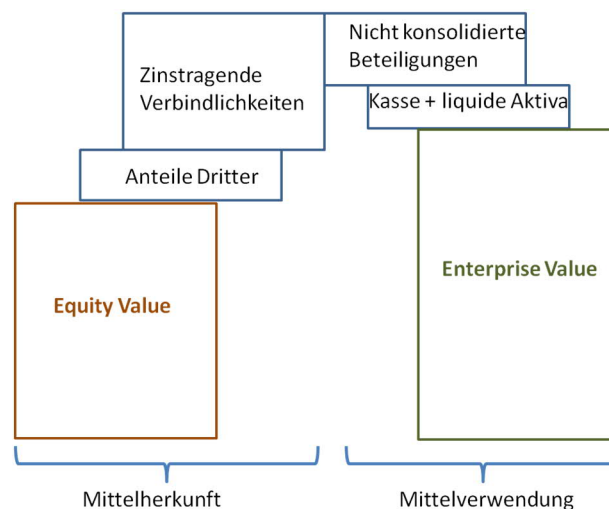 Zinstragende
Verbindlichkeiten
Nicht konsolidierte
Beteiligungen
Kasse + liquide Aktiva
Anteile Dritter
Equity Value
Enterprise Value
Mittelherkunft
Mittelverwendung